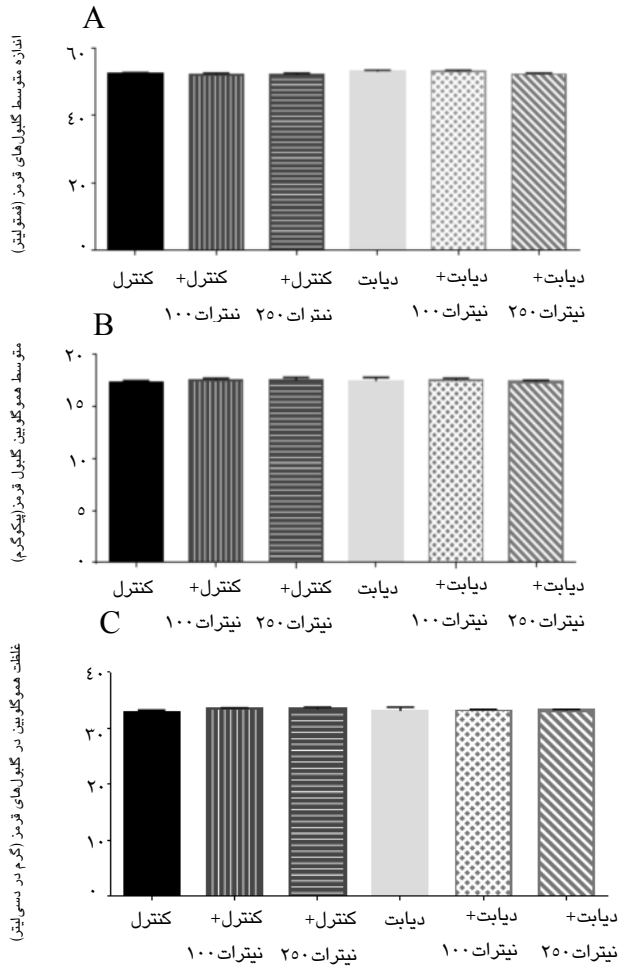 A
اندازه متوسط گلبول‌های قرمز (فمتولیتر)
۶۰
۴۰
۲۰
۰
کنترل
کنترل+
نیترات۱۰۰
کنترل+
نیترات۲۵۰
دیابت
دیابت+
نیترات۱۰۰
دیابت+
نیترات۲۵۰
B
متوسط هموگلوبین گلبول قرمز(پیکوگرم)
۲۰
۱۵
۱۰
۵
۰
کنترل
کنترل+
نیترات۱۰۰
کنترل+
نیترات۲۵۰
دیابت
دیابت+
نیترات۱۰۰
دیابت+
نیترات۲۵۰
C
غلظت هموگلوبین در گلبول‌های قرمز (گرم در دسی‌لیتر)
۴۰
۳۰
۲۰
۱۰
۰
کنترل
کنترل+
نیترات۱۰۰
کنترل+
نیترات۲۵۰
دیابت
دیابت+
نیترات۱۰۰
دیابت+
نیترات۲۵۰